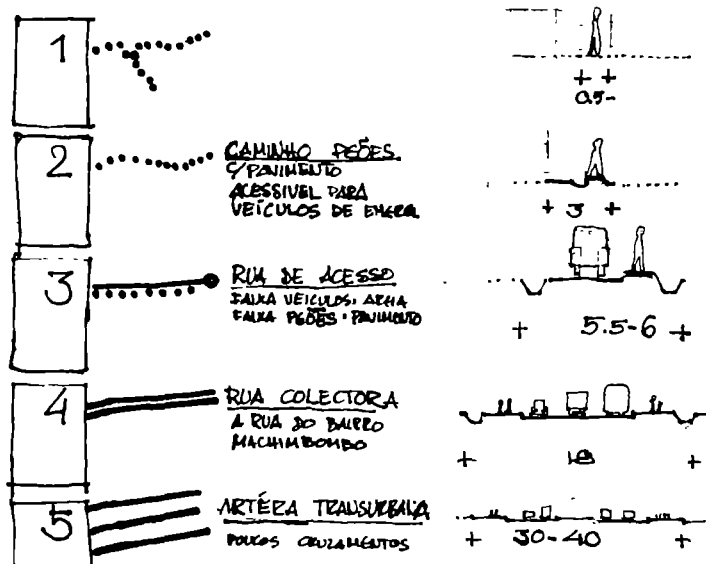 1
+ +
0.5-
2
CAMINHO PEÕES
C/PAVIMENTO
ACESSIVEL PARA
VEÍCULOS DE EMERG.
+ 3 +
3
RUA DE ACESSO
FAIXA VEICULOS: AREIA
FAIXA PEÕES: PAVIMENTO
+ 5.5-6 +
4
RUA COLECTORA
A RUA DO BAIRRO
MACHIMBOMBO
+ 18 +
5
ARTÉRIA TRANSURBANA
POUCOS CRUZAMENTOS
+ 30-40 +